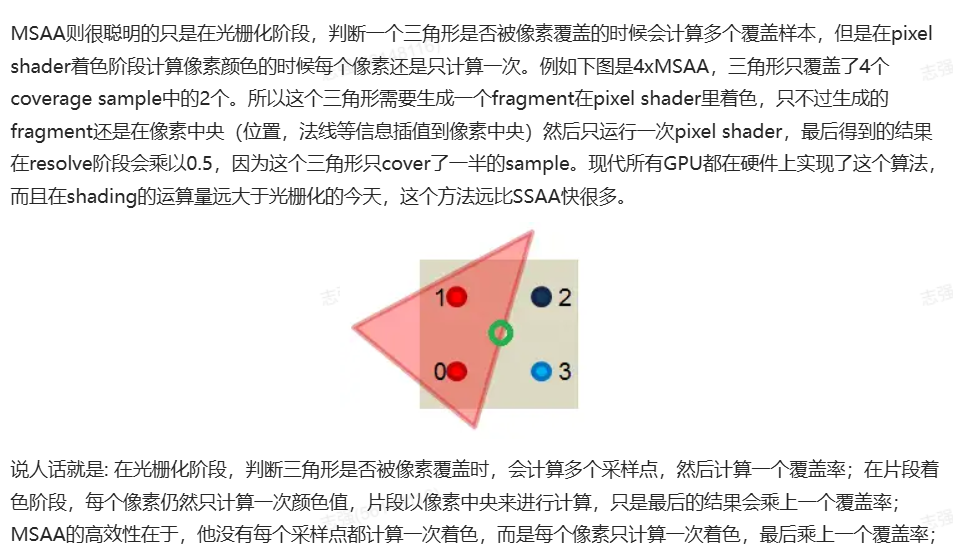 MSAA则很聪明的只是在光栅化阶段，判断一个三角形是否被像素覆盖的时候会计算多个覆盖样本，但是在pixel
shader着色阶段计算像素颜色的时候每个像素还是只计算一次。例如下图是4xMSAA，三角形只覆盖了4个
coverage sample中的2个。所以这个三角形需要生成一个fragment在pixel shader里着色，只不过生成的
fragment还是在像素中央（位置，法线等信息插值到像素中央）然后只运行一次pixel shader，最后得到的结果
在resolve阶段会乘以0.5，因为这个三角形只cover了一半的sample。现代所有GPU都在硬件上实现了这个算法，
而且在shading的运算量远大于光栅化的今天，这个方法远比SSAA快很多。
1 2
0 3
说人话就是: 在光栅化阶段，判断三角形是否被像素覆盖时，会计算多个采样点，然后计算一个覆盖率；在片段着
色阶段，每个像素仍然只计算一次颜色值，片段以像素中央来进行计算，只是最后的结果会乘上一个覆盖率；
MSAA的高效性在于，他没有每个采样点都计算一次着色，而是每个像素只计算一次着色，最后乘上一个覆盖率；